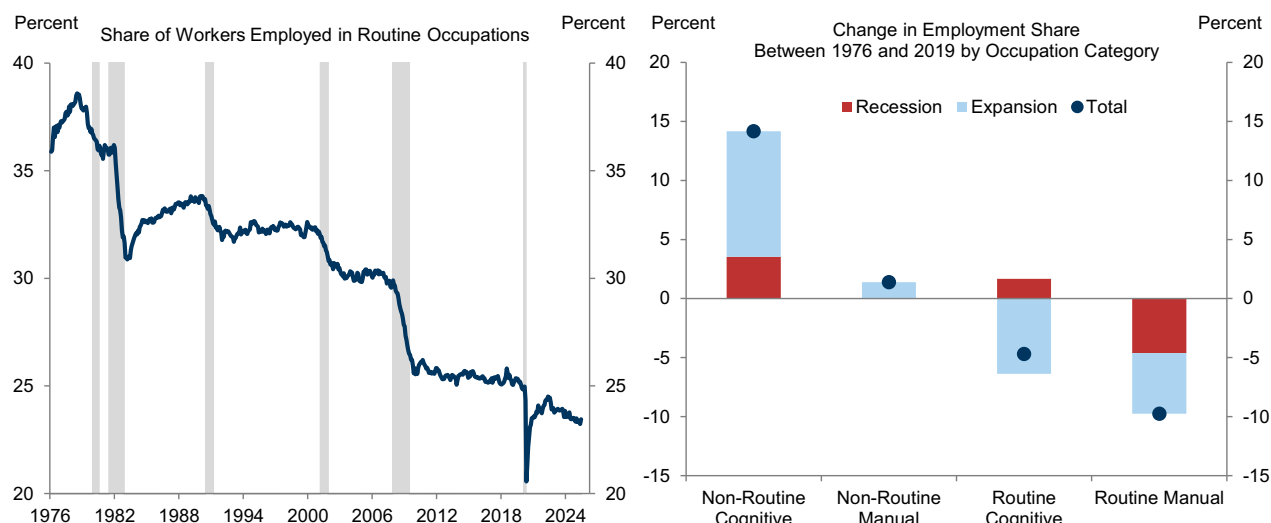 Percent
Share of Workers Employed in Routine Occupations
Percent
40
35
30
25
20
40
35
30
25
20
1976 1982 1988 1994 2000 2006 2012 2018 2024
Percent
Change in Employment Share
Between 1976 and 2019 by Occupation Category
Percent
Recession Expansion Total
20
15
10
5
0
-5
-10
-15
20
15
10
5
0
-5
-10
-15
Non-Routine
Cognitive
Non-Routine
Manual
Routine
Cognitive
Routine Manual